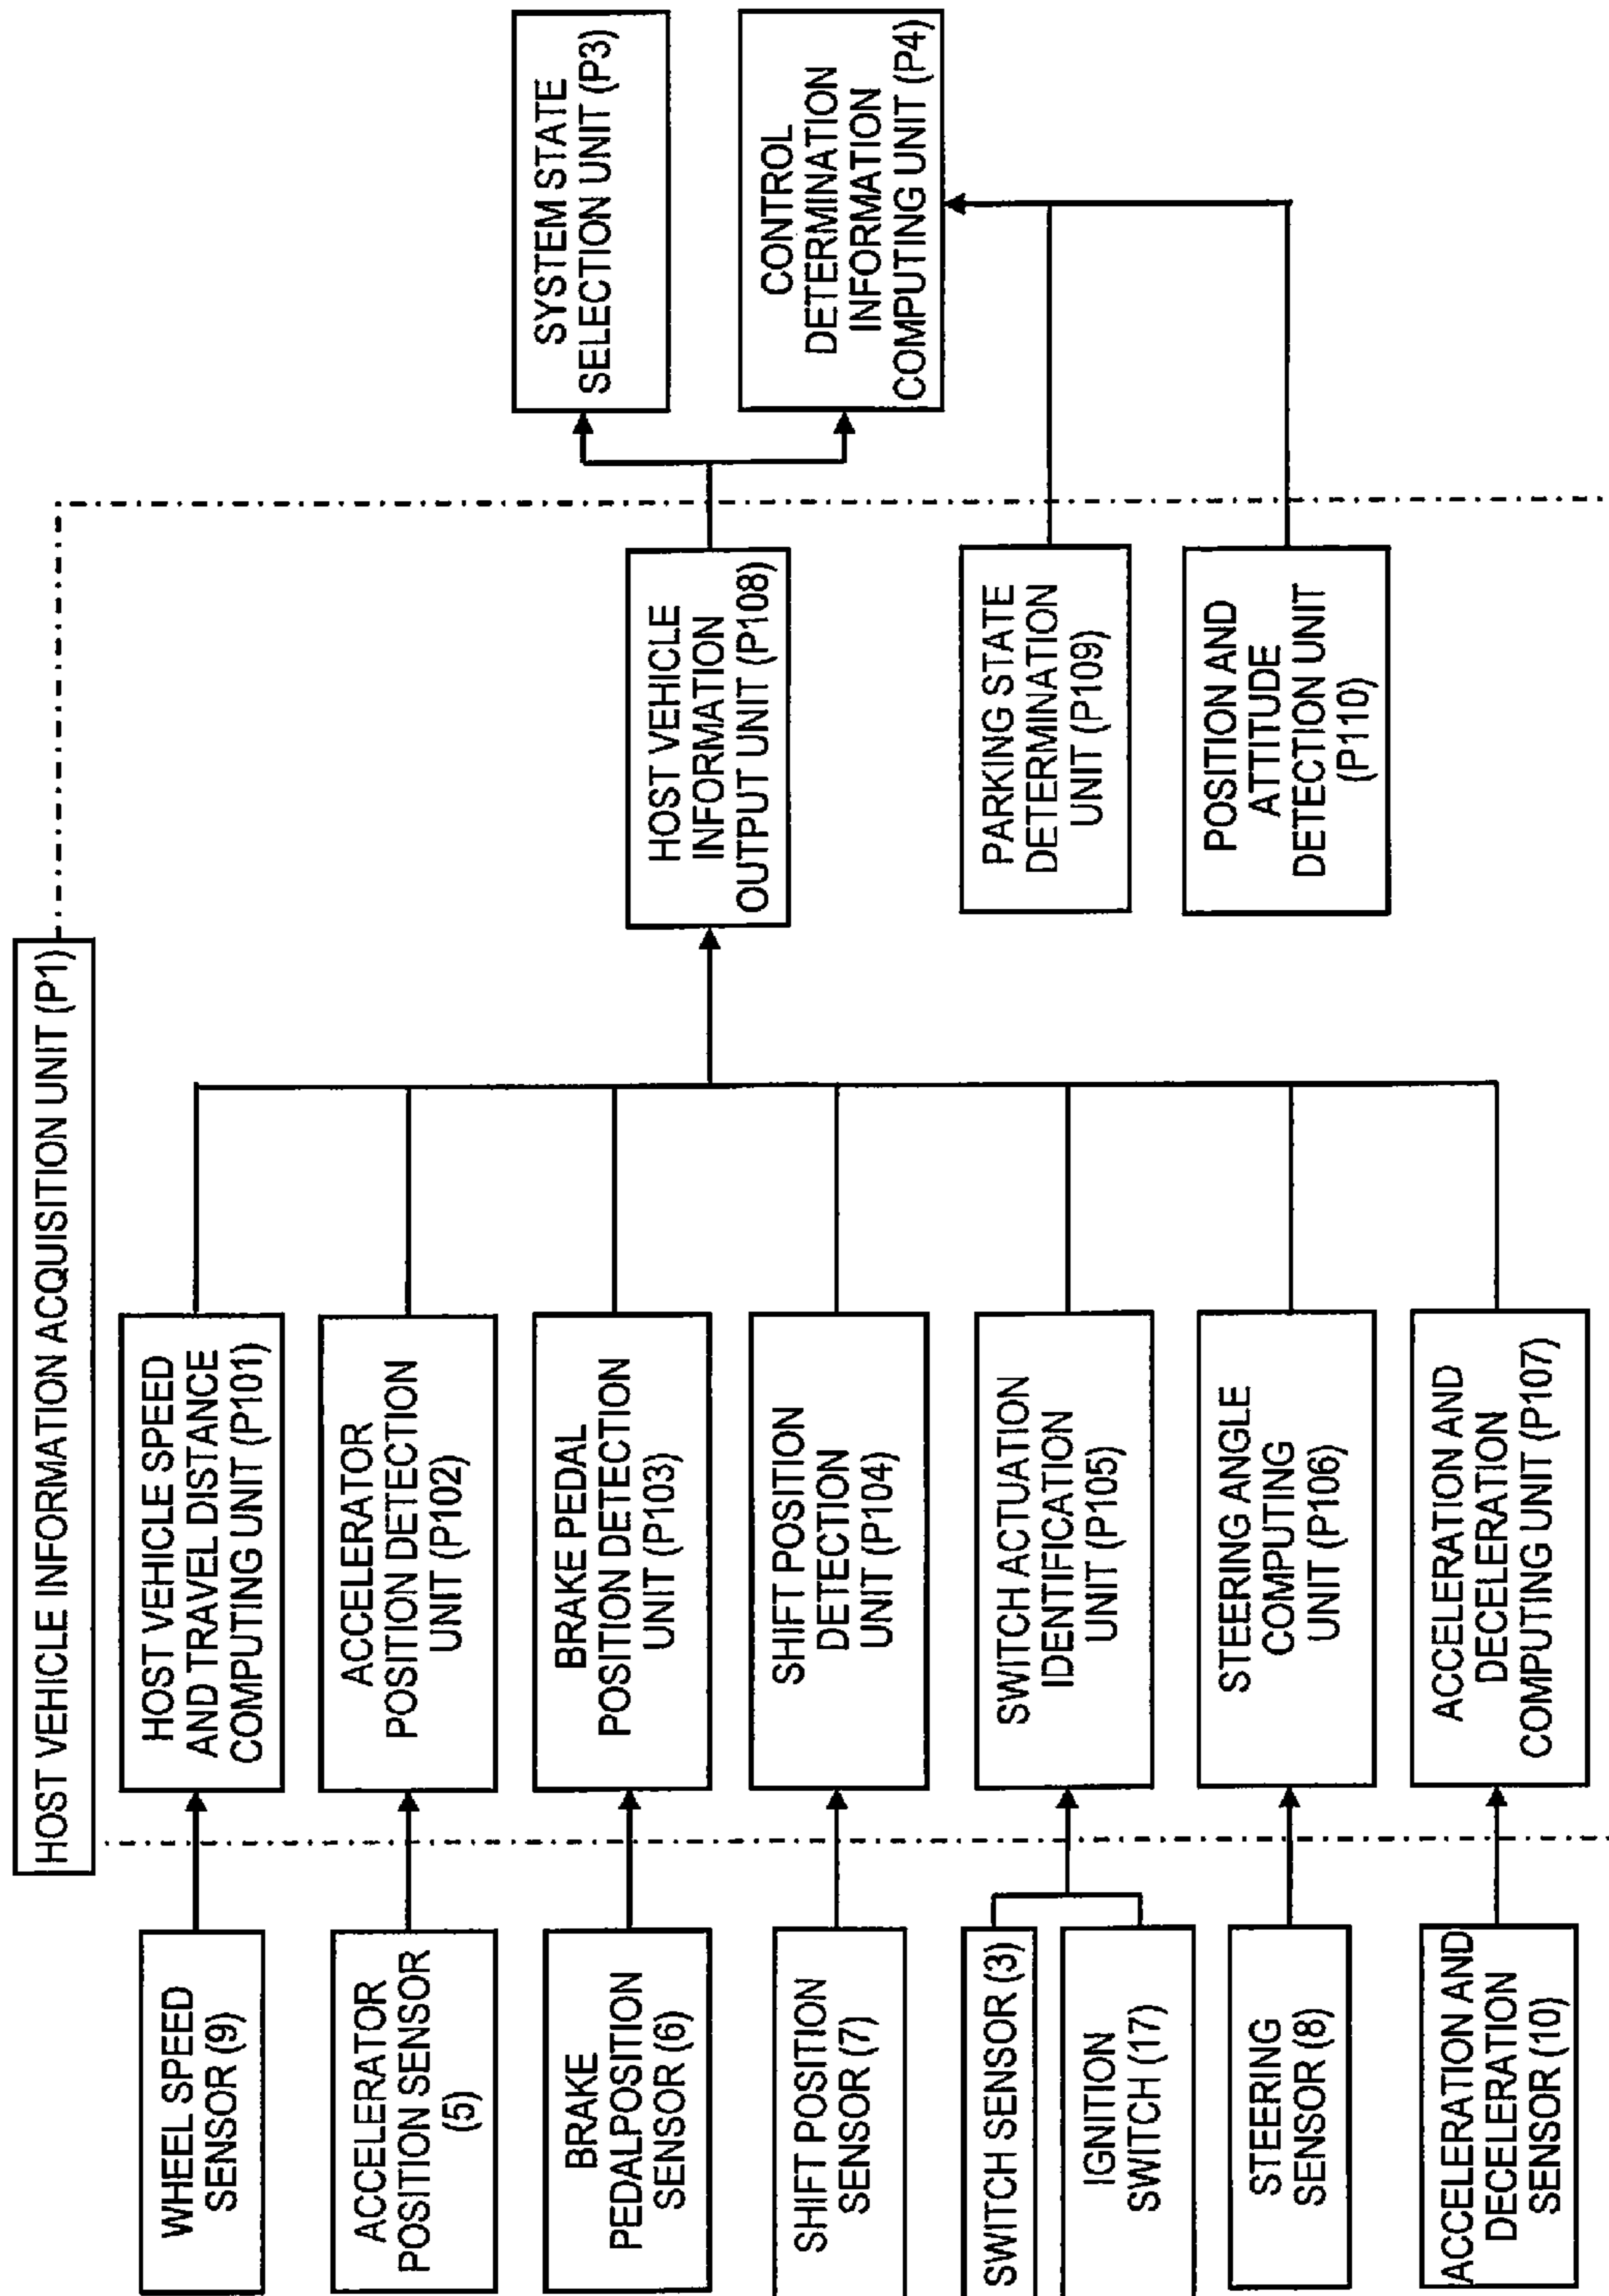 HOST VEHICLE INFORMATION ACQUISITION UNIT (P1)
WHEEL SPEED
SENSOR (9)
HOST VEHICLE SPEED
AND TRAVEL DISTANCE
COMPUTING UNIT (P101)
ACCELERATOR
POSITION SENSOR
(5)
ACCELERATOR
POSITION DETECTION
UNIT (P102)
BRAKE
PEDALPOSITION
SENSOR (6)
BRAKE PEDAL
POSITION DETECTION
UNIT (P103)
SHIFT POSITION
SENSOR (7)
SHIFT POSITION
DETECTION
UNIT (P104)
SWITCH SENSOR (3)
IGNITION
SWITCH (17)
SWITCH ACTUATION
IDENTIFICATION
UNIT (P105)
STEERING
SENSOR (8)
STEERING ANGLE
COMPUTING
UNIT (P106)
ACCELERATION AND
DECELERATION
SENSOR (10)
ACCELERATION AND
DECELERATION
COMPUTING UNIT (P107)
HOST VEHICLE
INFORMATION
OUTPUT UNIT (P108)
PARKING STATE
DETERMINATION
UNIT (P109)
POSITION AND
ATTITUDE
DETECTION UNIT
(P110)
SYSTEM STATE
SELECTION UNIT (P3)
CONTROL
DETERMINATION
INFORMATION
COMPUTING UNIT (P4)